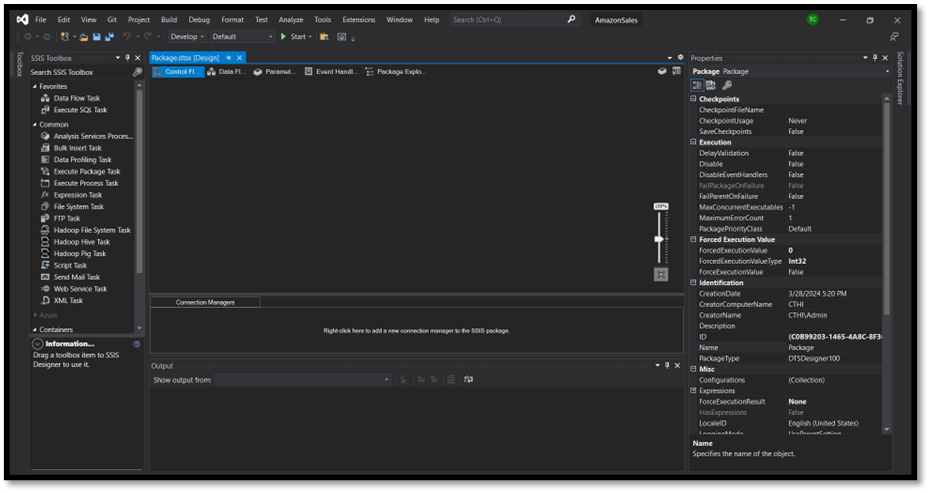 File Edit View Git Project Build Debug Format Test Analyze Tools Extensions Window Help Search (Ctrl+Q) AmazonSales TC
Develop Default Start
Toolbox
SSIS Toolbox
Search SSIS Toolbox
Favorites
Data Flow Task
Execute SQL Task
Common
Analysis Services Proces...
Bulk Insert Task
Data Profiling Task
Execute Package Task
Execute Process Task
Expression Task
File System Task
FTP Task
Hadoop File System Task
Hadoop Hive Task
Hadoop Pig Task
Script Task
Send Mail Task
Web Service Task
XML Task
Azure
Containers
Information...
Drag a toolbox item to SSIS
Designer to use it.
Package.dtsx [Design]
Control Fl... Data Fl... Paramet... Event Handl... Package Explo...
100%
Connection Managers
Right-click here to add a new connection manager to the SSIS package.
Output
Show output from:
Properties
Package Package
Checkpoints
CheckpointFileName
CheckpointUsage Never
SaveCheckpoints False
Execution
DelayValidation False
Disable False
DisableEventHandlers False
FailPackageOnFailure False
FailParentOnFailure False
MaxConcurrentExecutables -1
MaximumErrorCount 1
PackagePriorityClass Default
Forced Execution Value
ForcedExecutionValue 0
ForcedExecutionValueType Int32
ForceExecutionValue False
Identification
CreationDate 3/28/2024 5:20 PM
CreatorComputerName CTHI
CreatorName CTHI\Admin
Description
ID {C0B99203-1465-4A8C-8F3
Name Package
PackageType DTSDesigner100
Misc
Configurations (Collection)
Expressions
ForceExecutionResult None
HasExpressions False
LocaleID English (United States)
LoggingMode UseParentSetting
Name
Specifies the name of the object.
Solution Explorer